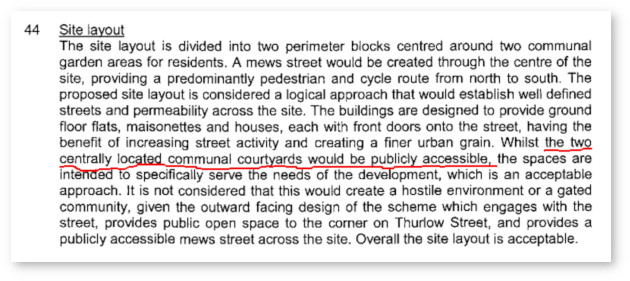 44 Site layout
The site layout is divided into two perimeter blocks centred around two communal
garden areas for residents. A mews street would be created through the centre of the
site, providing a predominantly pedestrian and cycle route from north to south. The
proposed site layout is considered a logical approach that would establish well defined
streets and permeability across the site. The buildings are designed to provide ground
floor flats, maisonettes and houses, each with front doors onto the street, having the
benefit of increasing street activity and creating a finer urban grain. Whilst the two
centrally located communal courtyards would be publicly accessible, the spaces are
intended to specifically serve the needs of the development, which is an acceptable
approach. It is not considered that this would create a hostile environment or a gated
community, given the outward facing design of the scheme which engages with the
street, provides public open space to the corner on Thurlow Street, and provides a
publicly accessible mews street across the site. Overall the site layout is acceptable.